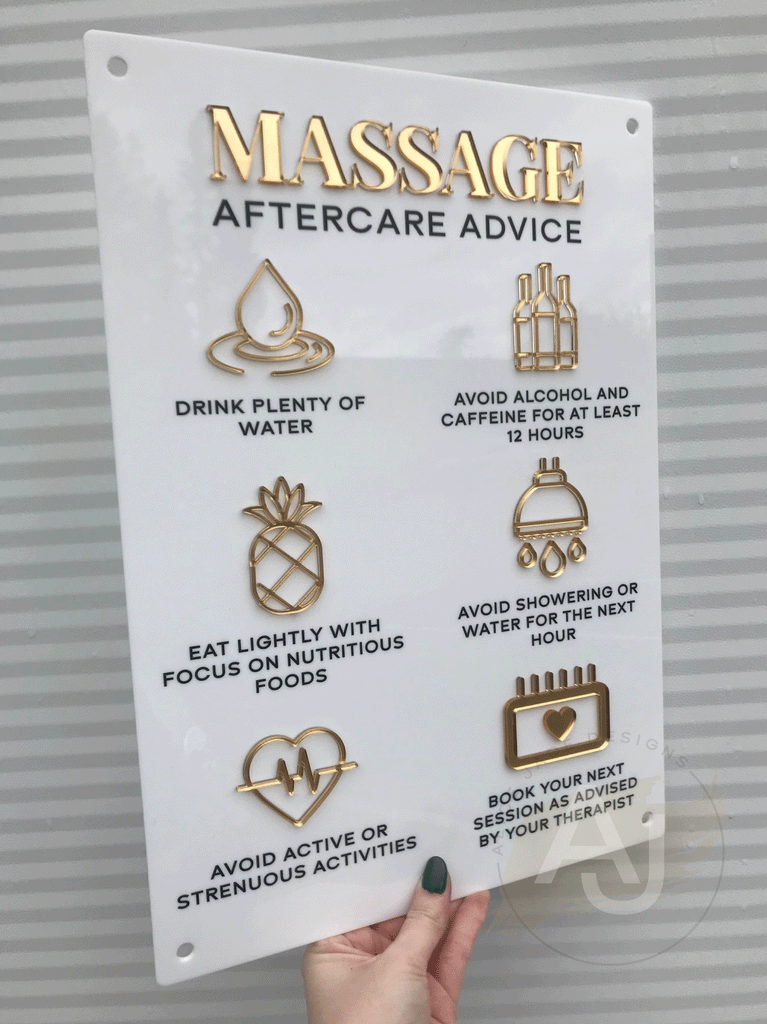 MASSAGE
AFTERCARE ADVICE
DRINK PLENTY OF
WATER
AVOID ALCOHOL AND
CAFFEINE FOR AT LEAST
12 HOURS
EAT LIGHTLY WITH
FOCUS ON NUTRITIOUS
FOODS
AVOID SHOWERING OR
WATER FOR THE NEXT
HOUR
AVOID ACTIVE OR
STRENUOUS ACTIVITIES
BOOK YOUR NEXT
SESSION AS ADVISED
BY YOUR THERAPIST
DESIGNS
AJ